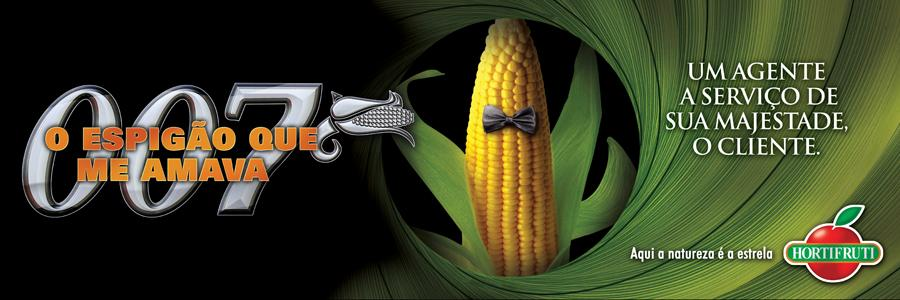 007
O ESPIGÃO QUE
ME AMAVA
UM AGENTE
A SERVIÇO DE
SUA MAJESTADE,
O CLIENTE.
Aqui a natureza é a estrela
HORTIFRUTI